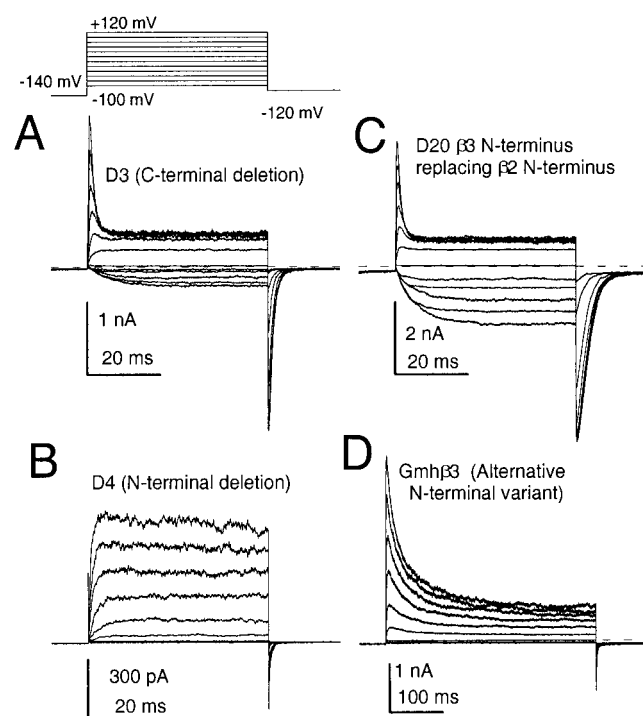 +120 mV
-140 mV
-100 mV
-120 mV
A
D3 (C-terminal deletion)
1 nA
20 ms
C
D20 β3 N-terminus
replacing β2 N-terminus
2 nA
20 ms
B
D4 (N-terminal deletion)
300 pA
20 ms
D
Gmhβ3 (Alternative
N-terminal variant)
1 nA
100 ms